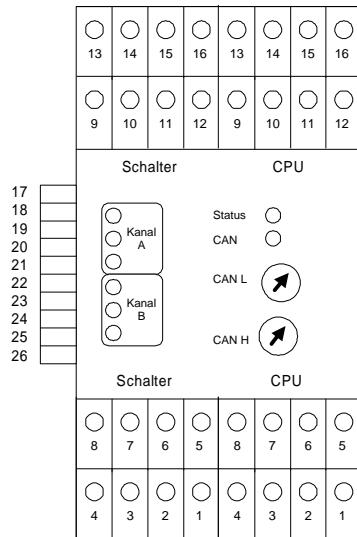 13 14 15 16 13 14 15 16
9 10 11 12 9 10 11 12
Schalter CPU
17
18
19
20
21
22
23
24
25
26
Kanal
A
Kanal
B
Status
CAN
CAN L
CAN H
Schalter CPU
8 7 6 5 8 7 6 5
4 3 2 1 4 3 2 1